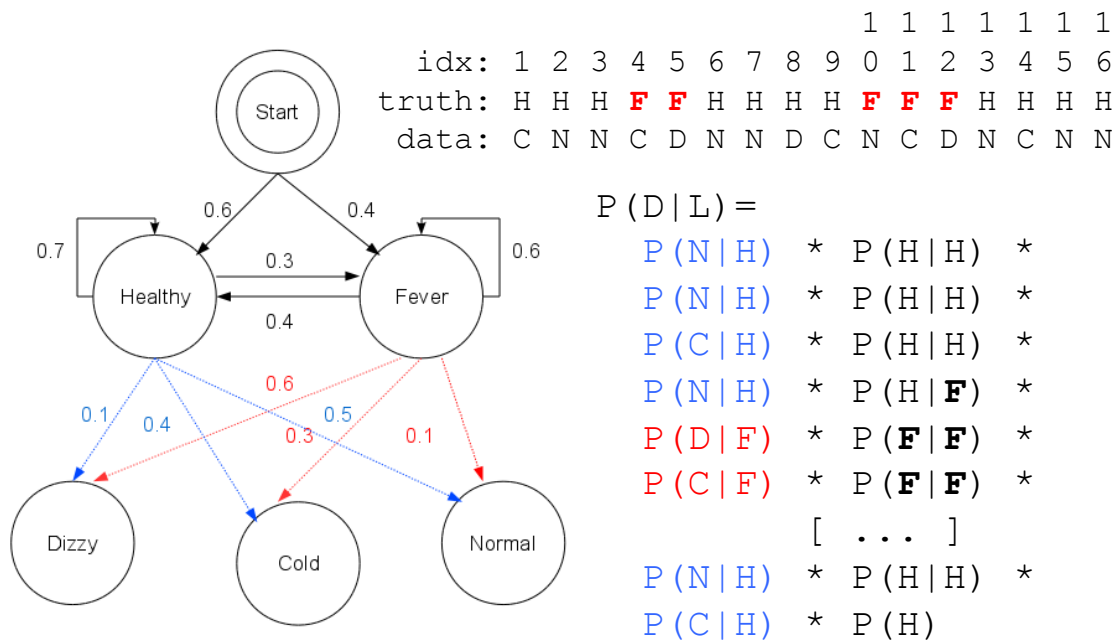 1 1 1 1 1 1 1
idx: 1 2 3 4 5 6 7 8 9 0 1 2 3 4 5 6
truth: H H H F F H H H H F F F H H H H
data: C N N C D N N D C N C D N C N N
Start
0.6
0.4
0.7
0.6
0.3
Healthy
Fever
0.4
0.6
0.1
0.4
0.5
0.3
0.1
Dizzy
Cold
Normal
P(D|L)=
P(N|H) * P(H|H) *
P(N|H) * P(H|H) *
P(C|H) * P(H|H) *
P(N|H) * P(H|F) *
P(D|F) * P(F|F) *
P(C|F) * P(F|F) *
[ ... ]
P(N|H) * P(H|H) *
P(C|H) * P(H)